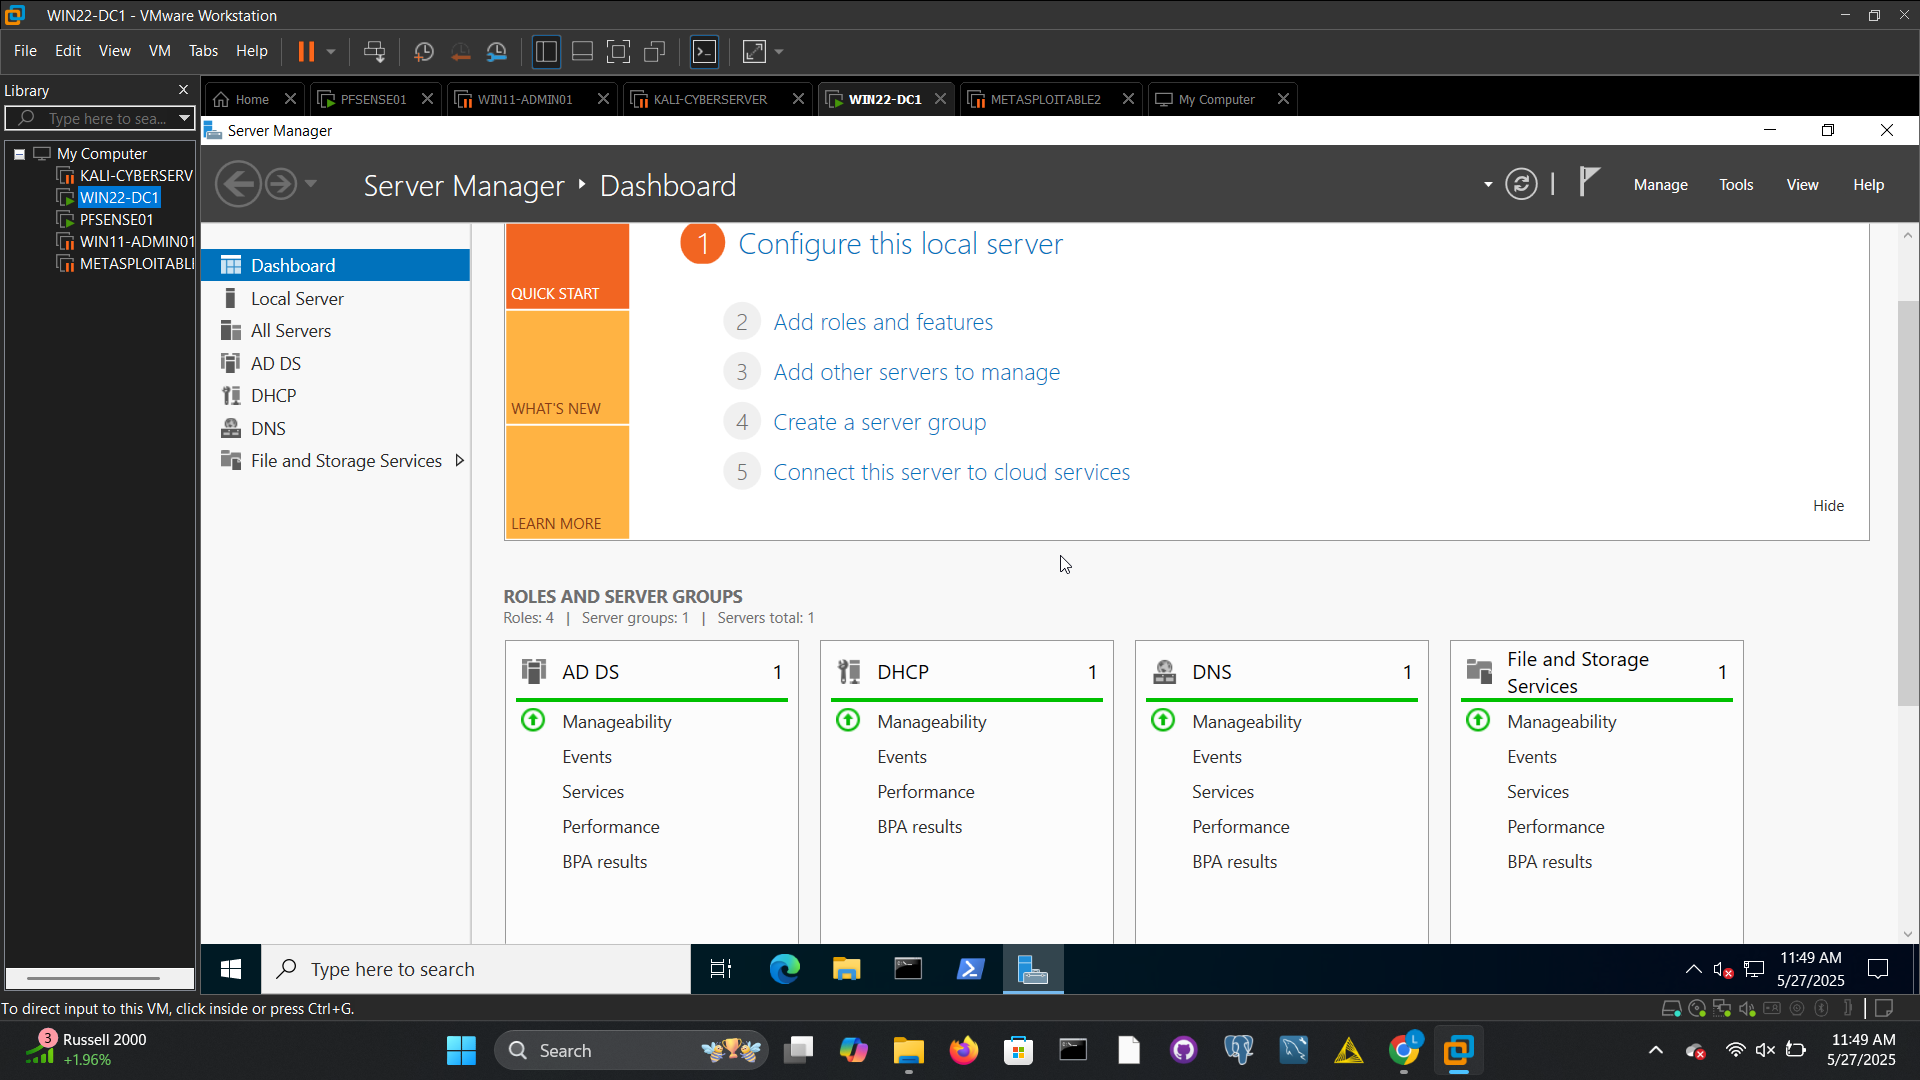 WIN22-DC1 - VMware Workstation
File Edit View VM Tabs Help
Library
Type here to sea...
My Computer
KALI-CYBERSERV
WIN22-DC1
PFSENSE01
WIN11-ADMIN01
METASPLOITABLI
Home
PFSENSE01
WIN11-ADMIN01
KALI-CYBERSERVER
WIN22-DC1
METASPLOITABLE2
My Computer
Server Manager
Server Manager Dashboard
Manage Tools View Help
Dashboard
Local Server
All Servers
AD DS
DHCP
DNS
File and Storage Services
QUICK START
WHAT'S NEW
LEARN MORE
1 Configure this local server
2 Add roles and features
3 Add other servers to manage
4 Create a server group
5 Connect this server to cloud services
Hide
ROLES AND SERVER GROUPS
Roles: 4 | Server groups: 1 | Servers total: 1
AD DS 1
Manageability
Events
Services
Performance
BPA results
DHCP 1
Manageability
Events
Performance
BPA results
DNS 1
Manageability
Events
Services
Performance
BPA results
File and Storage
Services 1
Manageability
Events
Services
Performance
BPA results
Type here to search
11:49 AM
5/27/2025
To direct input to this VM, click inside or press Ctrl+G.
3
Russell 2000
+1.96%
Search
L
11:49 AM
5/27/2025